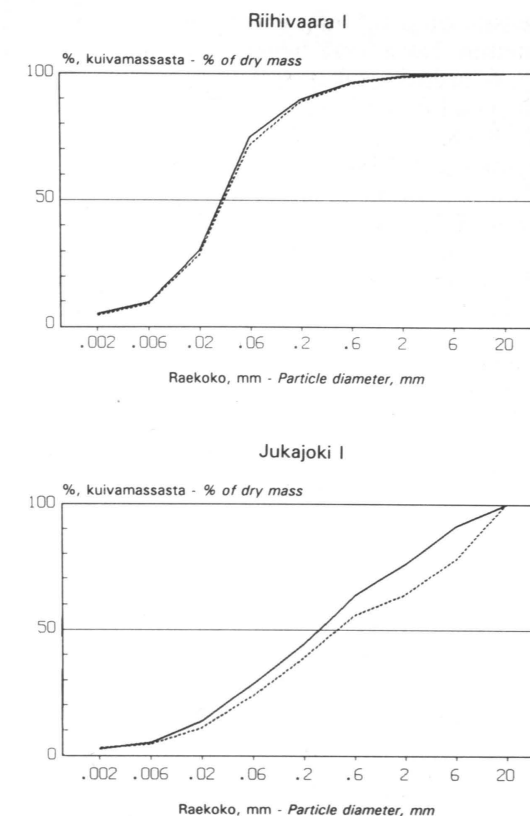 Riihivaara I
%, kuivamassasta - % of dry mass
100
50
0
.002 .006 .02 .06 .2 .6 2 6 20
Raekoko, mm - Particle diameter, mm
Jukajoki I
%, kuivamassasta - % of dry mass
100
50
0
.002 .006 .02 .06 .2 .6 2 6 20
Raekoko, mm - Particle diameter, mm